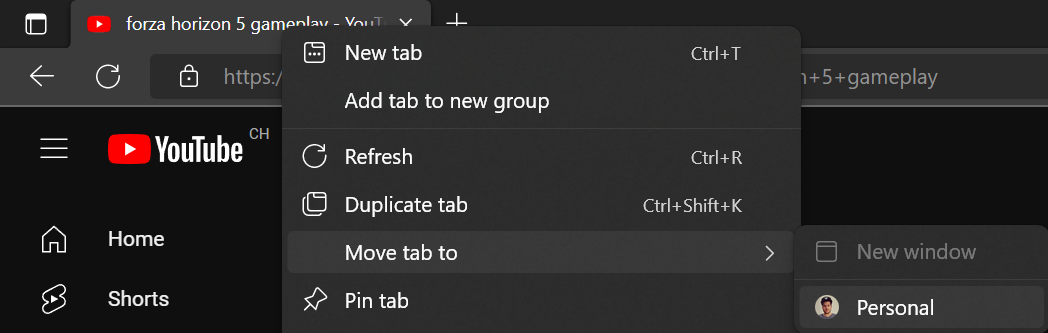 forza horizon 5 gameplay - YouT
New tab Ctrl+T
https:/ n+5+gameplay
Add tab to new group
YouTube CH
Refresh Ctrl+R
Duplicate tab Ctrl+Shift+K
Home
Move tab to
New window
Shorts
Pin tab
Personal